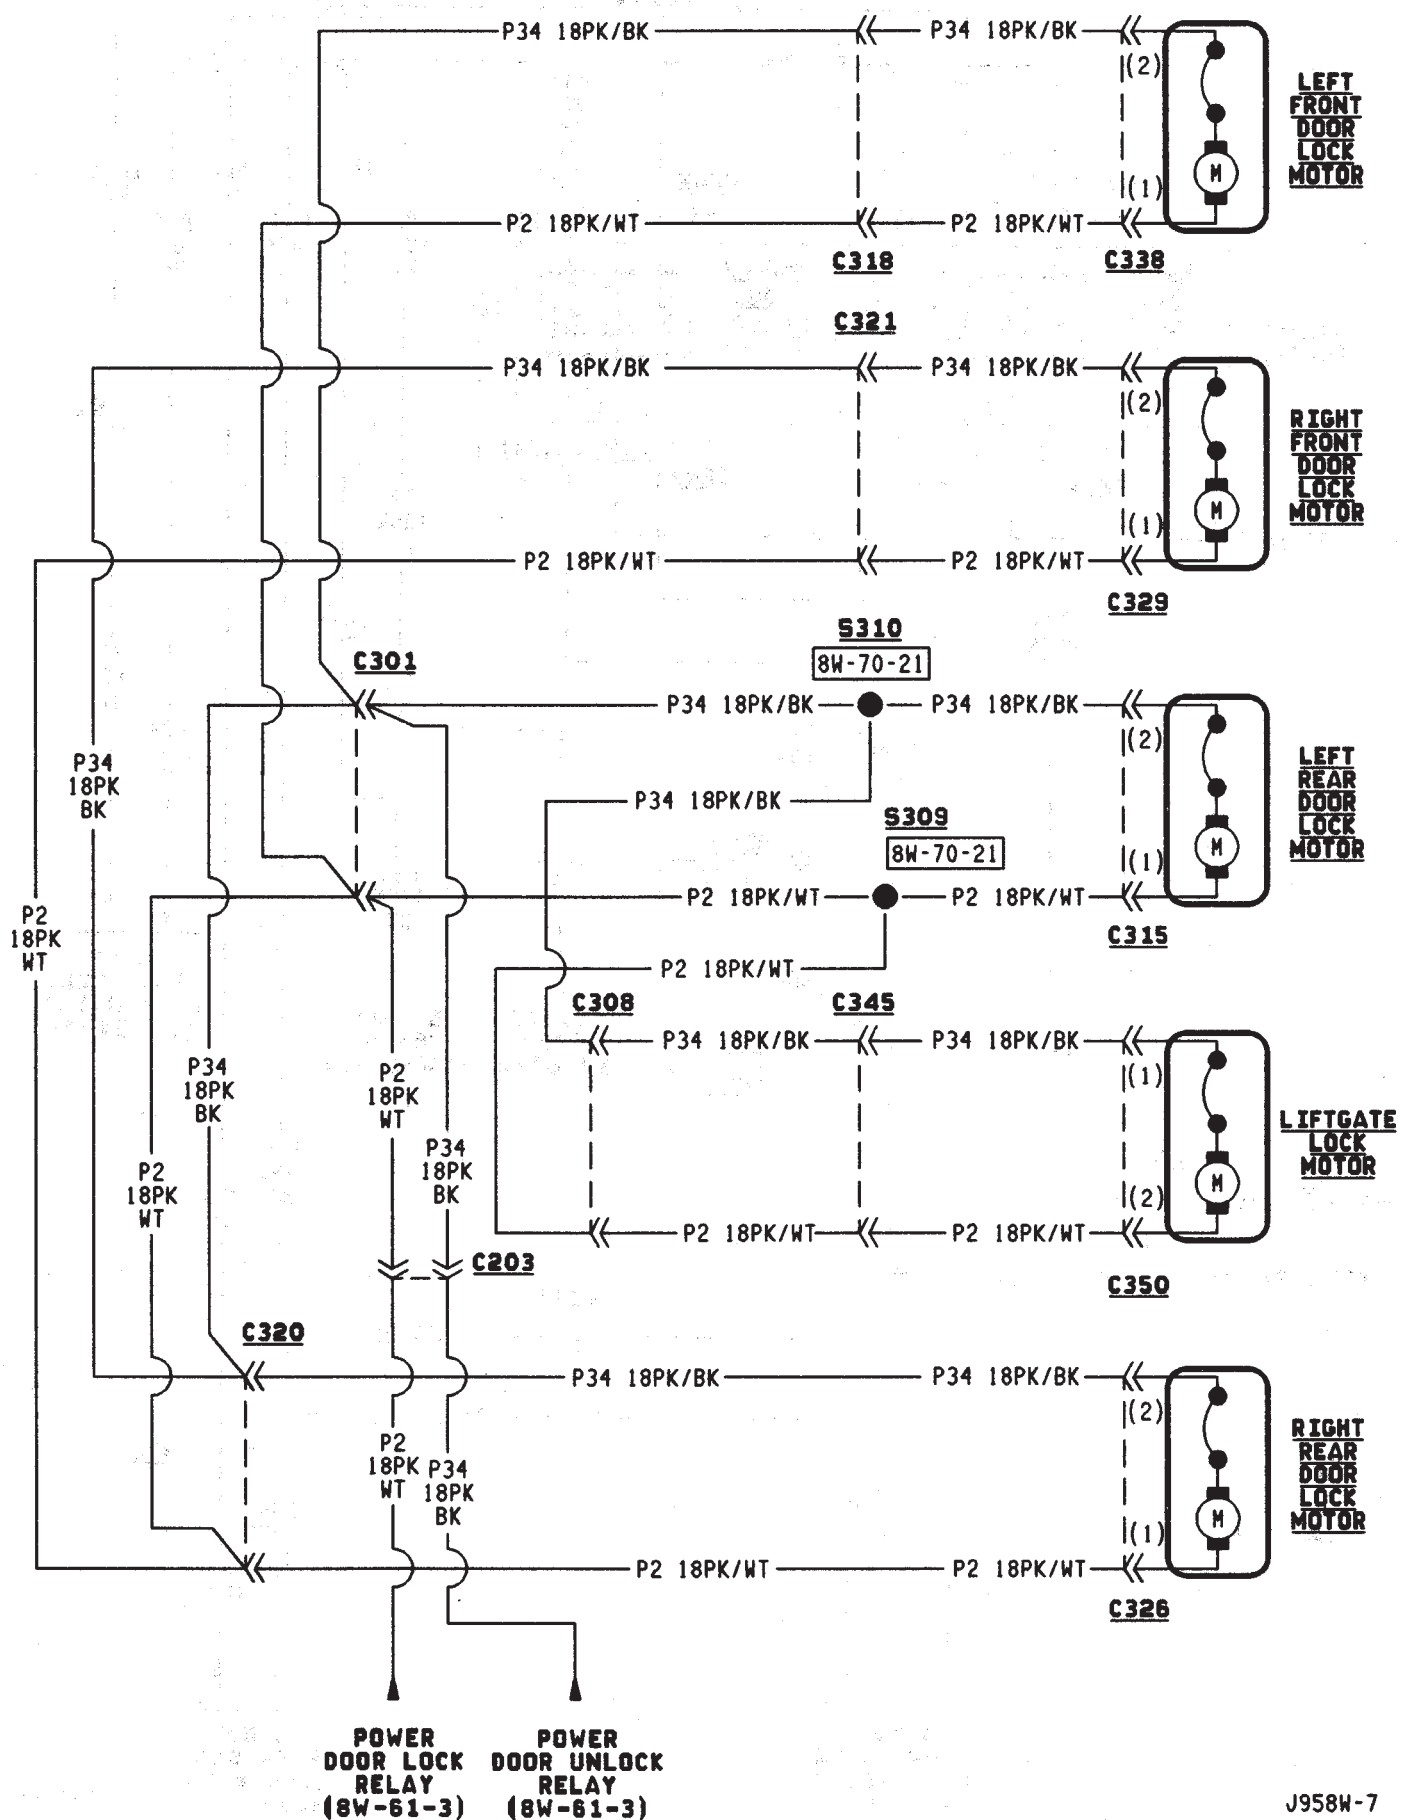 P34 18PK/BK
P34 18PK/BK
(2)
LEFT
FRONT
DOOR
LOCK
MOTOR
M
(1)
P2 18PK/WT
P2 18PK/WT
C318
C338
C321
P34 18PK/BK
P34 18PK/BK
(2)
RIGHT
FRONT
DOOR
LOCK
MOTOR
M
(1)
P2 18PK/WT
P2 18PK/WT
C329
S310
8W-70-21
C301
P34 18PK/BK
P34 18PK/BK
(2)
LEFT
REAR
DOOR
LOCK
MOTOR
P34
18PK
BK
P34 18PK/BK
S309
8W-70-21
M
(1)
P2 18PK/WT
P2 18PK/WT
C315
P2
18PK
WT
P2 18PK/WT
C308
C345
P34 18PK/BK
P34 18PK/BK
(1)
P34
18PK
BK
P2
18PK
WT
LIFTGATE
LOCK
MOTOR
P34
18PK
BK
P2
18PK
WT
M
(2)
P2 18PK/WT
P2 18PK/WT
C203
C350
C320
P34 18PK/BK
P34 18PK/BK
(2)
RIGHT
REAR
DOOR
LOCK
MOTOR
P2
18PK
WT
P34
18PK
BK
M
(1)
P2 18PK/WT
P2 18PK/WT
C326
POWER
DOOR LOCK
RELAY
(8W-61-3)
POWER
DOOR UNLOCK
RELAY
(8W-61-3)
J958W-7